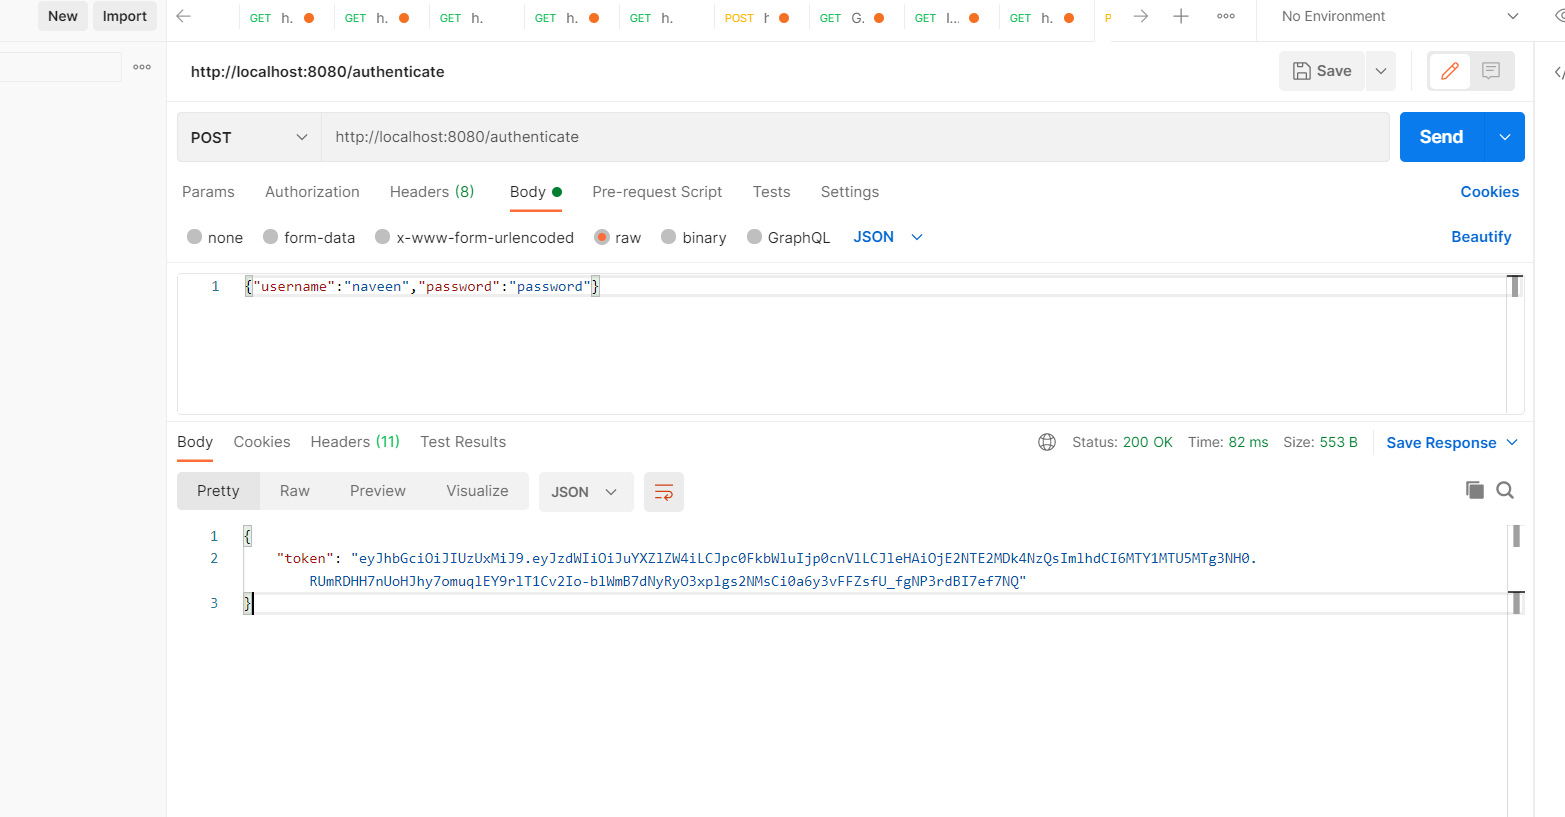 New Import GET h. GET h. GET h. GET h. GET h. POST h GET G. GET I... GET h. P No Environment
http://localhost:8080/authenticate Save
POST http://localhost:8080/authenticate Send
Params Authorization Headers (8) Body Pre-request Script Tests Settings Cookies
none form-data x-www-form-urlencoded raw binary GraphQL JSON Beautify
1 {"username":"naveen","password":"password"}
Body Cookies Headers (11) Test Results Status: 200 OK Time: 82 ms Size: 553 B Save Response
Pretty Raw Preview Visualize JSON
1 {
2 "token": "eyJhbGciOiJIUzUxMiJ9.eyJzdWIiOiJuYXZlZW4iLCJpc0FkbWluIjp0cnVlLCJleHAiOjE2NTE2MDk4NzQsImlhdCI6MTY1MTU5MTg3NH0.
RUmRDHH7nUoHJhy7omuqlEY9rlT1Cv2Io-blWmB7dNyRyO3xplgs2NMsCi0a6y3vFFZsfU_fgNP3rdBI7ef7NQ"
3 }